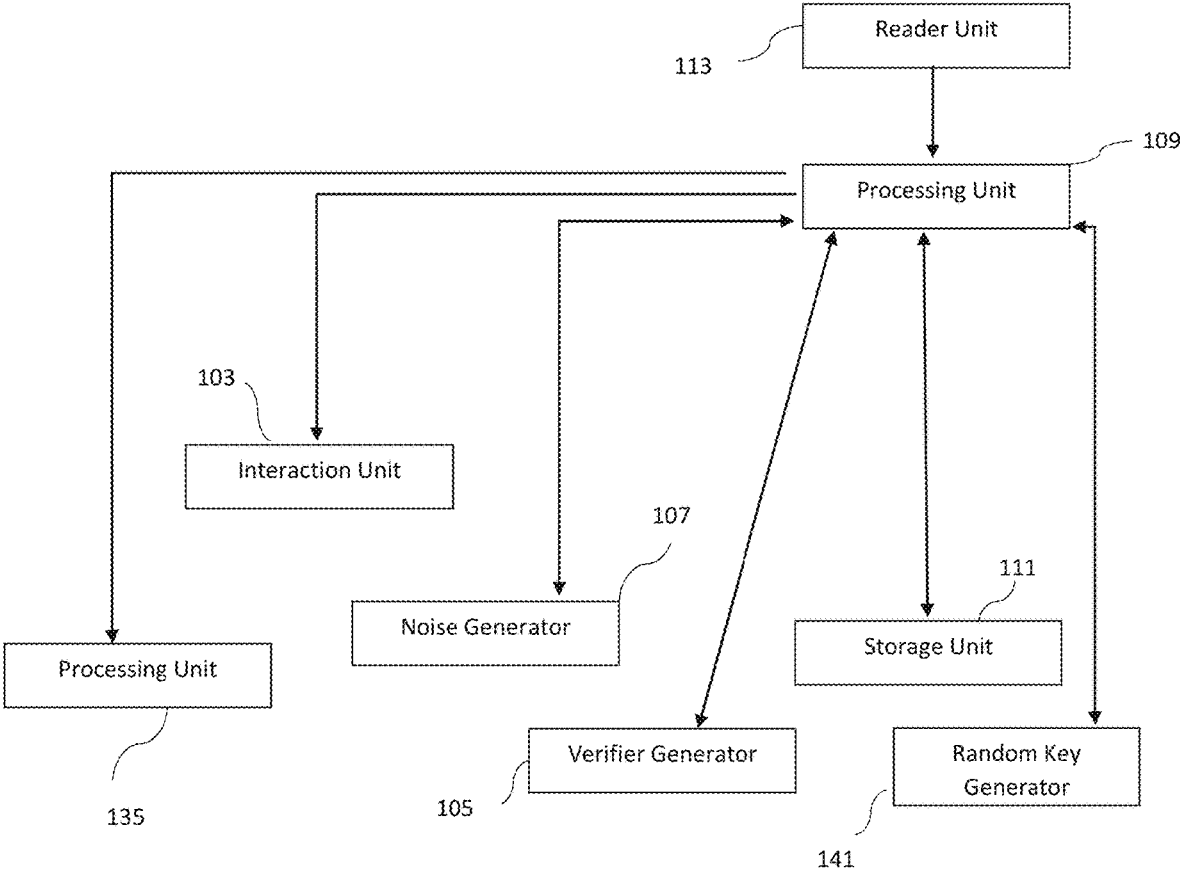 Reader Unit
113
109
Processing Unit
103
Interaction Unit
107
Noise Generator
111
Storage Unit
Processing Unit
135
Verifier Generator
105
Random Key
Generator
141